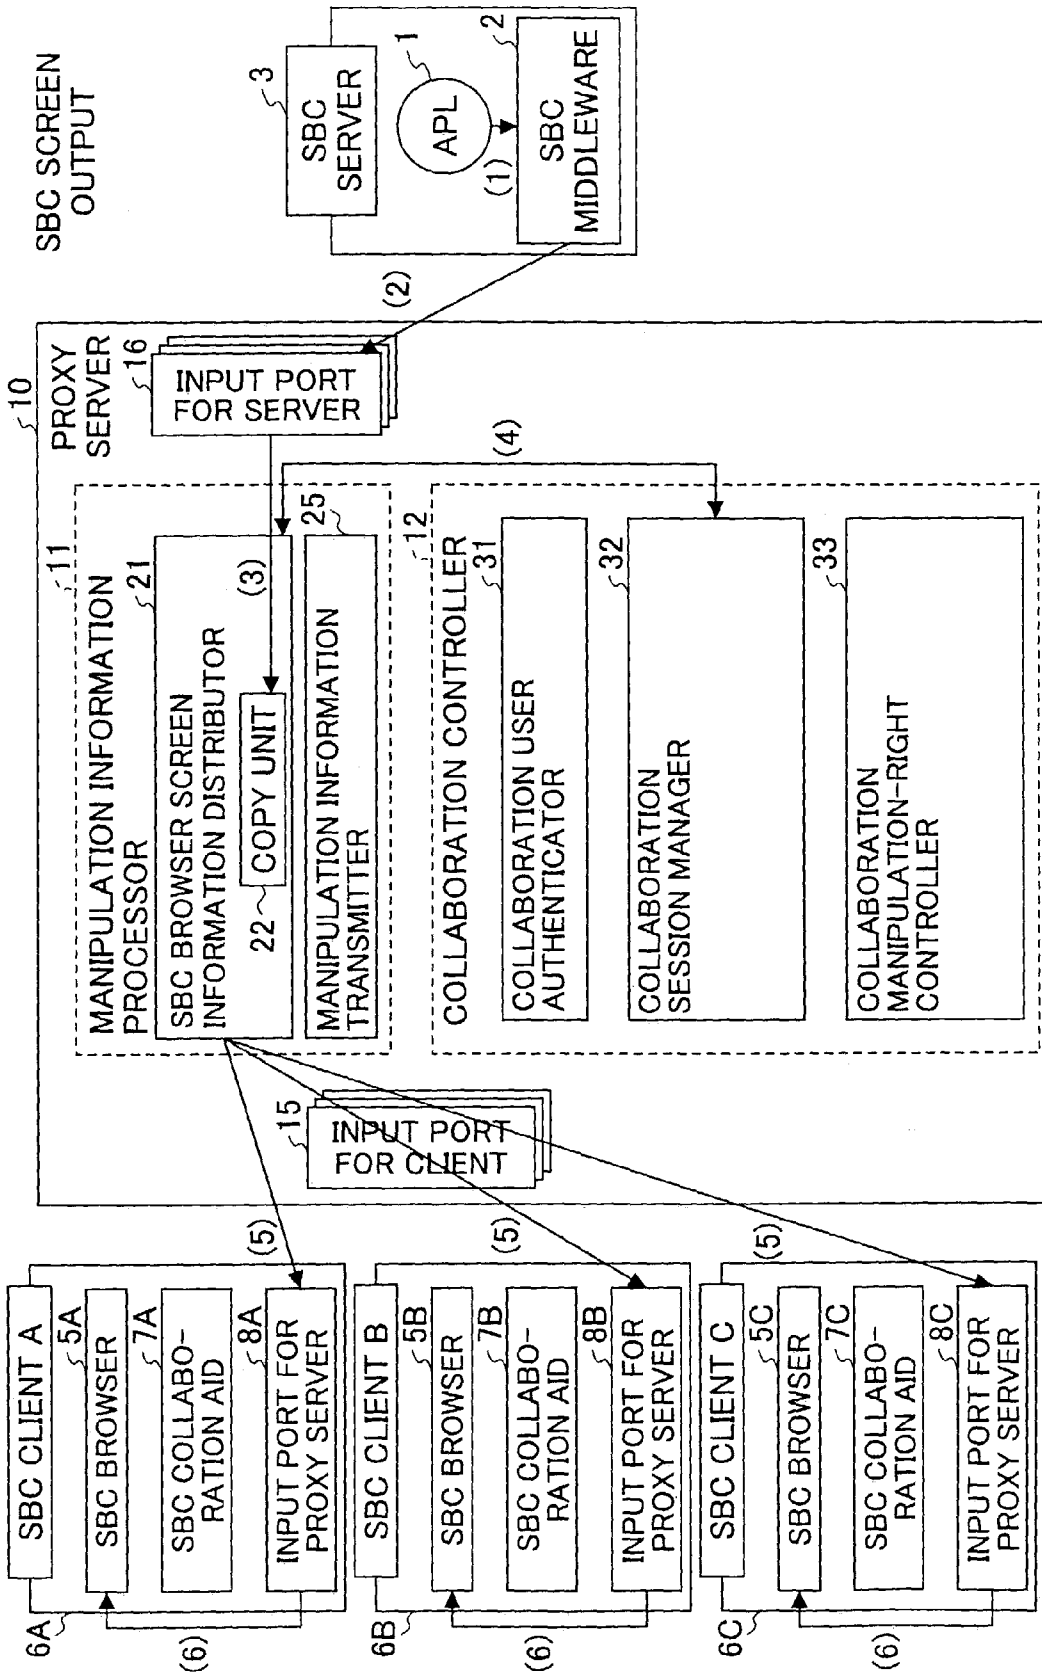 SBC SCREEN
OUTPUT
SBC CLIENT A
6A
5A
SBC BROWSER
7A
SBC COLLABO-
RATION AID
8A
INPUT PORT FOR
PROXY SERVER
(5)
(6)
SBC CLIENT B
6B
5B
SBC BROWSER
7B
SBC COLLABO-
RATION AID
8B
INPUT PORT FOR
PROXY SERVER
(5)
(6)
SBC CLIENT C
6C
5C
SBC BROWSER
7C
SBC COLLABO-
RATION AID
8C
INPUT PORT FOR
PROXY SERVER
(5)
(6)
10
PROXY
SERVER
15
INPUT PORT
FOR CLIENT
11
MANIPULATION INFORMATION
PROCESSOR
21
SBC BROWSER SCREEN
INFORMATION DISTRIBUTOR
22
COPY UNIT
(3)
25
MANIPULATION INFORMATION
TRANSMITTER
12
COLLABORATION CONTROLLER
31
COLLABORATION USER
AUTHENTICATOR
32
COLLABORATION
SESSION MANAGER
33
COLLABORATION
MANIPULATION-RIGHT
CONTROLLER
(4)
16
INPUT PORT
FOR SERVER
(2)
3
SBC
SERVER
1
APL
(1)
2
SBC
MIDDLEWARE